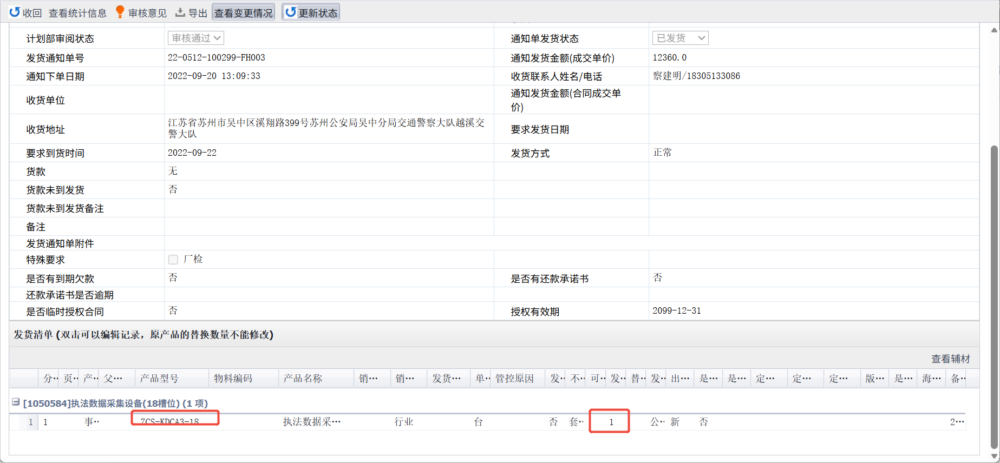 收回 查看统计信息 审核意见 导出 查看变更情况 更新状态
计划部审阅状态 审核通过 通知单发货状态 已发货
发货通知单号 22-0512-100299-FH003 通知发货金额(成交单价) 12360.0
通知下单日期 2022-09-20 13:09:33 收货联系人姓名/电话 察建明/18305133086
收货单位 通知发货金额(合同成交单
价)
收货地址 江苏省苏州市吴中区溪翔路399号苏州公安局吴中分局交通警察大队越溪交 要求发货日期
警大队
要求到货时间 2022-09-22 发货方式 正常
货款 无
货款未到发货 否
货款未到发货备注
备注
发货通知单附件
特殊要求 厂检
是否有到期欠款 否 是否有还款承诺书 否
还款承诺书是否逾期
是否临时授权合同 否 授权有效期 2099-12-31
发货清单 (双击可以编辑记录，原产品的替换数量不能修改)
查看辅材
分·· 页·· 产·· 父··· 产品型号 物料编码 产品名称 销··· 销··· 发货··· 单·· 管控原因 发·· 不·· 可·· 发·· 替·· 发·· 出··· 是··· 是··· 定··· 定··· 定··· 版··· 是··· 海··· 备··
[1050584]执法数据采集设备(18槽位) (1 项)
1 1 事·· ZCS-KDCA3-18 执法数据采··· 行业 台 否 套·· 1 公·· 新 否 2···